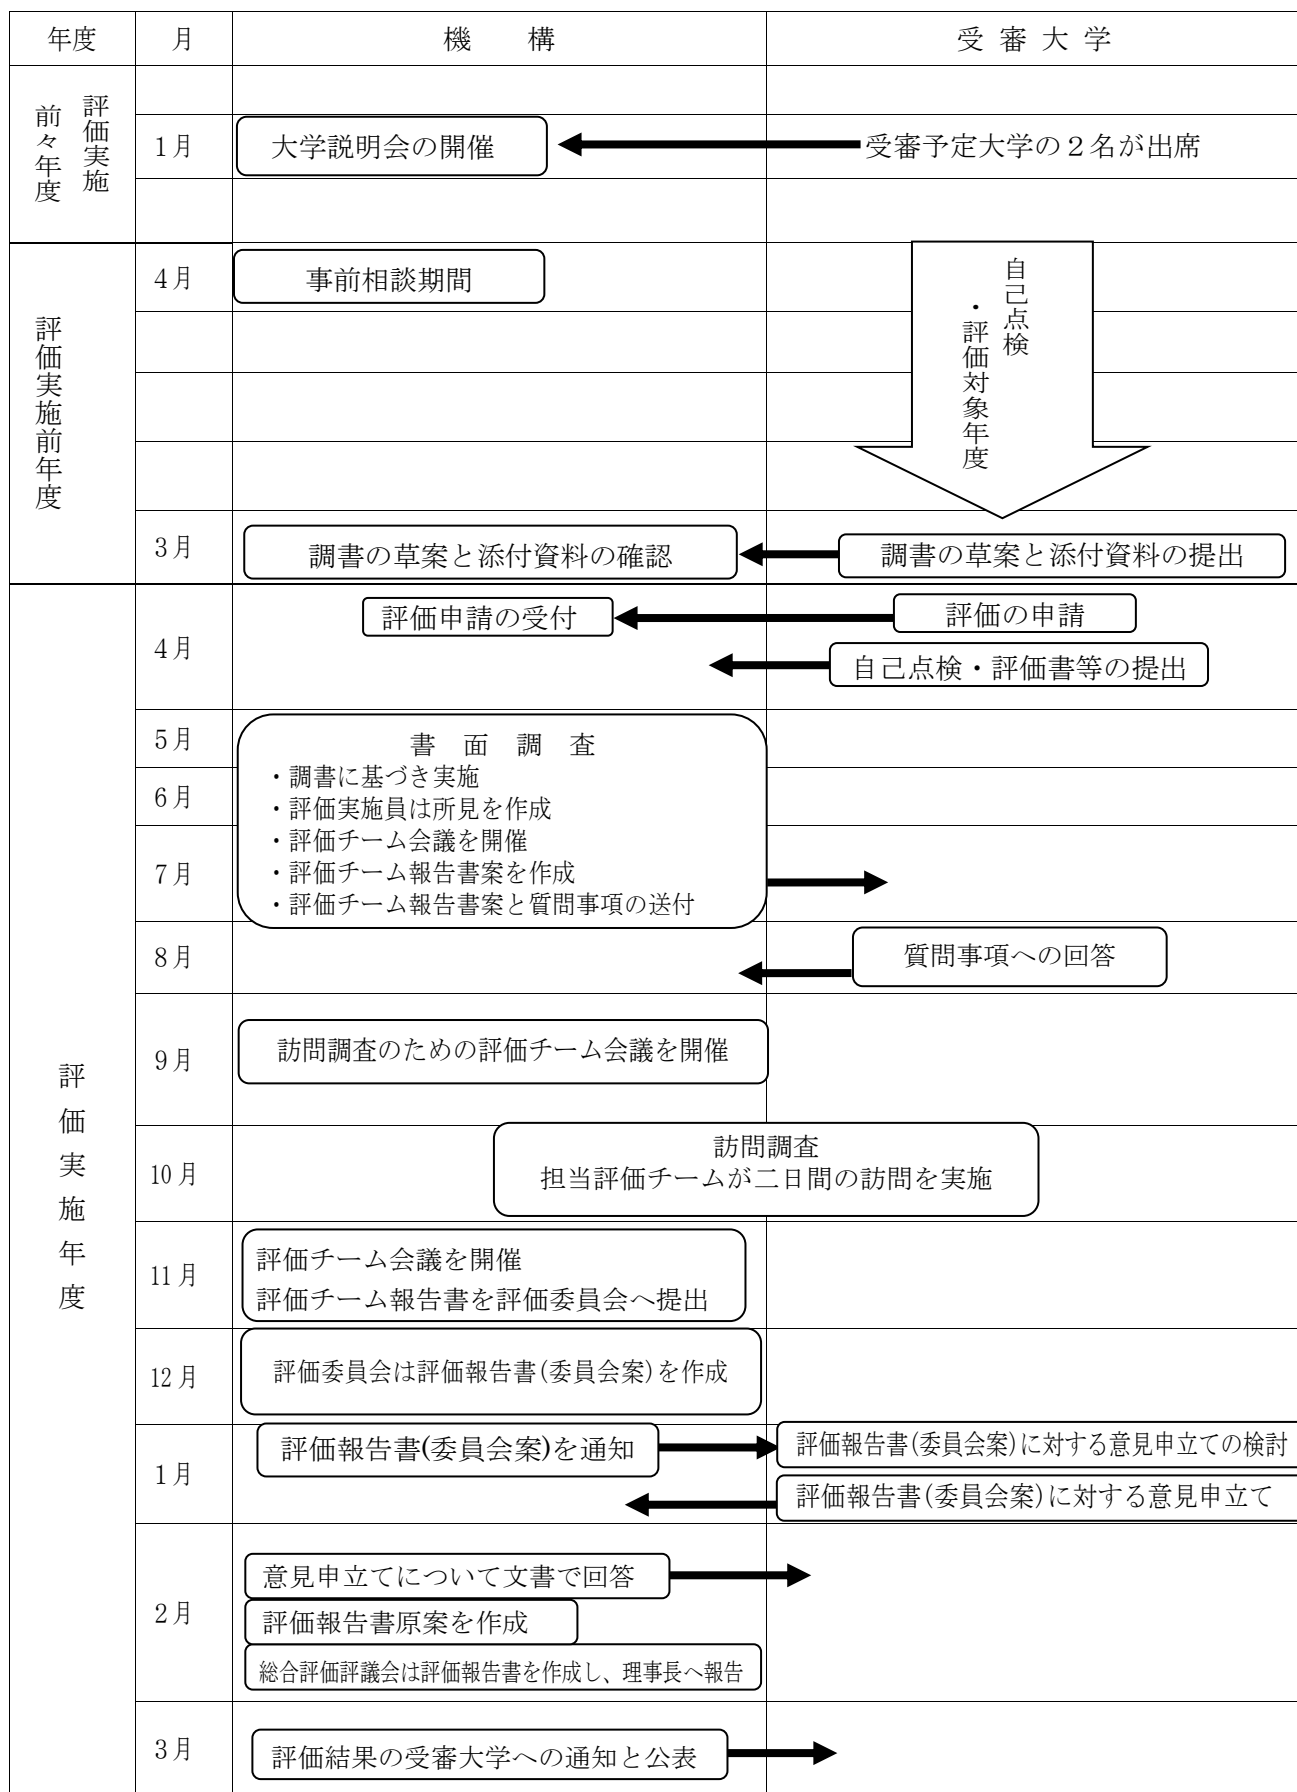 年度 月 機 構 受 審 大 学
評価実施
前々年度
1月 大学説明会の開催 受審予定大学の２名が出席
評価実施前年度
4月 事前相談期間
自己点検
・評価対象年度
3月 調書の草案と添付資料の確認 調書の草案と添付資料の提出
評価実施年度
4月 評価申請の受付 評価の申請
自己点検・評価書等の提出
5月 書 面 調 査
・調書に基づき実施
6月 ・評価実施員は所見を作成
・評価チーム会議を開催
7月 ・評価チーム報告書案を作成
・評価チーム報告書案と質問事項の送付
8月 質問事項への回答
9月 訪問調査のための評価チーム会議を開催
10月 訪問調査
担当評価チームが二日間の訪問を実施
11月 評価チーム会議を開催
評価チーム報告書を評価委員会へ提出
12月 評価委員会は評価報告書(委員会案)を作成
1月 評価報告書(委員会案)を通知 評価報告書(委員会案)に対する意見申立ての検討
評価報告書(委員会案)に対する意見申立て
2月 意見申立てについて文書で回答
評価報告書原案を作成
総合評価評議会は評価報告書を作成し、理事長へ報告
3月 評価結果の受審大学への通知と公表